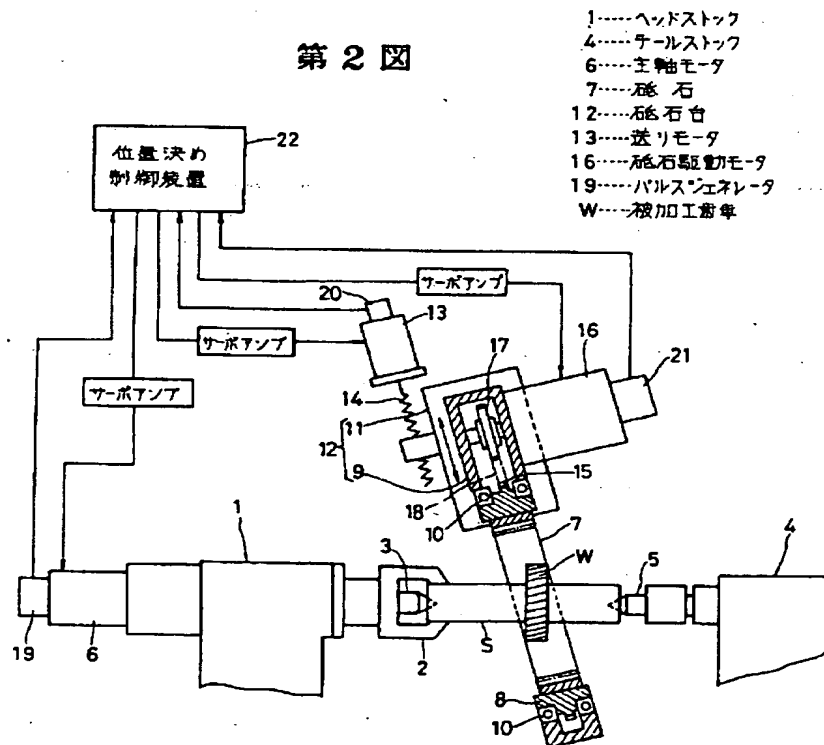 第2図
1‥‥‥ヘッドストック
4‥‥‥テールストック
6‥‥‥主軸モータ
7‥‥‥砥石
12‥‥‥砥石台
13‥‥‥送りモータ
16‥‥‥砥石駆動モータ
19‥‥‥パルスジェネレータ
W‥‥‥被加工歯車
位置決め
制御装置
22
サーボアンプ
20
13
サーボアンプ
サーボアンプ
17
16
21
14
11
12
9
18
15
10
7
W
1
3
5
4
19
6
2
S
8
10